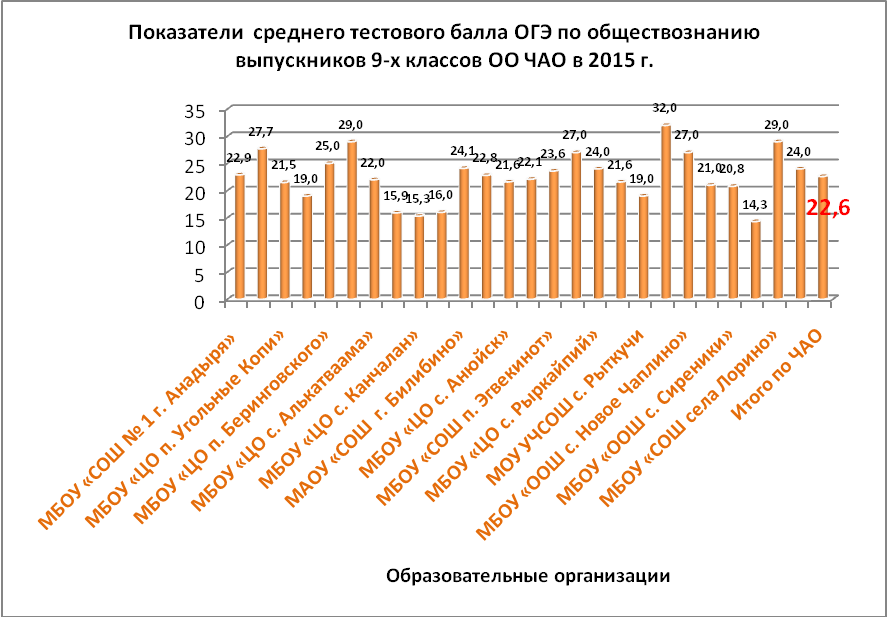 Показатели среднего тестового балла ОГЭ по обществознанию
выпускников 9-х классов ОО ЧАО в 2015 г.
35
30
25
20
15
10
5
0
22,9
27,7
21,5
19,0
25,0
29,0
22,0
15,9
15,3
16,0
24,1
22,8
21,6
22,1
23,6
27,0
24,0
21,6
19,0
32,0
27,0
21,0
20,8
14,3
29,0
24,0
22,6
МБОУ «СОШ № 1 г. Анадыря»
МБОУ «ЦО п. Угольные Копи»
МБОУ «ЦО п. Беринговского»
МБОУ «ЦО с. Алькатваама»
МБОУ «ЦО с. Канчалан»
МАОУ «СОШ г. Билибино»
МБОУ «ЦО с. Анюйск»
МБОУ «СОШ п. Эгвекинот»
МБОУ «ЦО с. Рыркайпий»
МОУ УЧСОШ с. Рыткучи
МБОУ «ООШ с. Новое Чаплино»
МБОУ «ООШ с. Сиреники»
МБОУ «СОШ села Лорино»
Итого по ЧАО
Образовательные организации